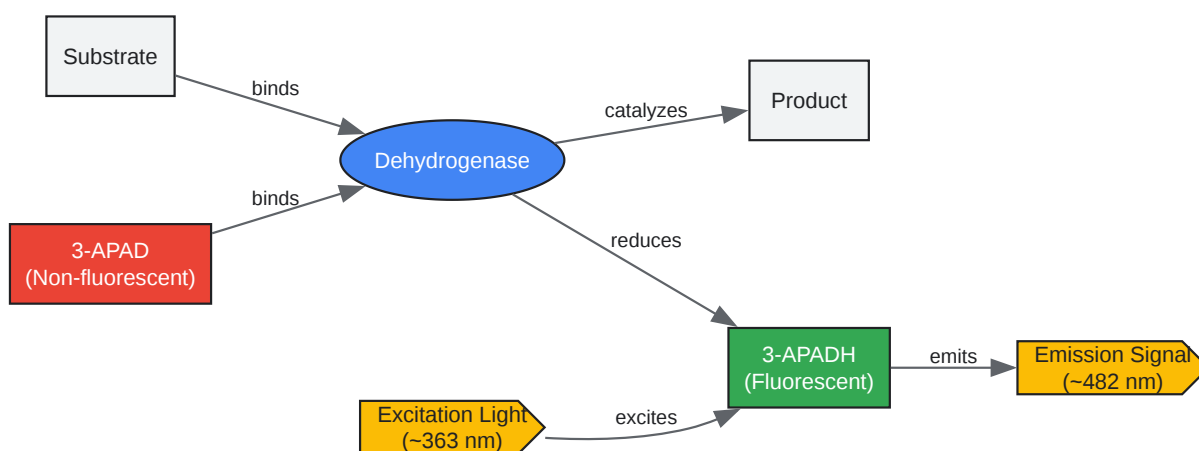 Substrate
binds
catalyzes
Product
Dehydrogenase
binds
3-APAD
(Non-fluorescent)
reduces
3-APADH
(Fluorescent)
emits
Emission Signal
(~482 nm)
Excitation Light
(~363 nm)
excites